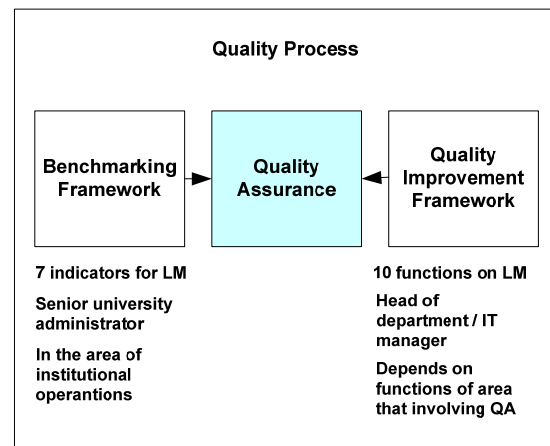 Quality Process
Benchmarking
Framework
Quality
Assurance
Quality
Improvement
Framework
7 indicators for LM
Senior university
administrator
In the area of
institutional
operantions
10 functions on LM
Head of
department / IT
manager
Depends on
functions of area
that involving QA